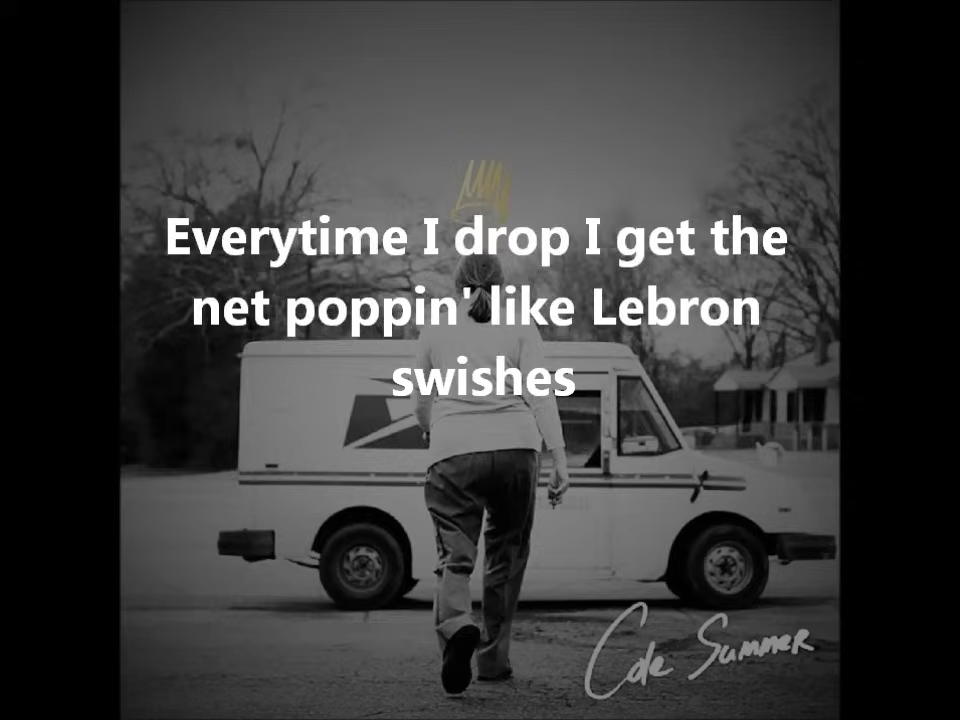 Everytime I drop I get the
net poppin' like Lebron
swishes
Cole Summer